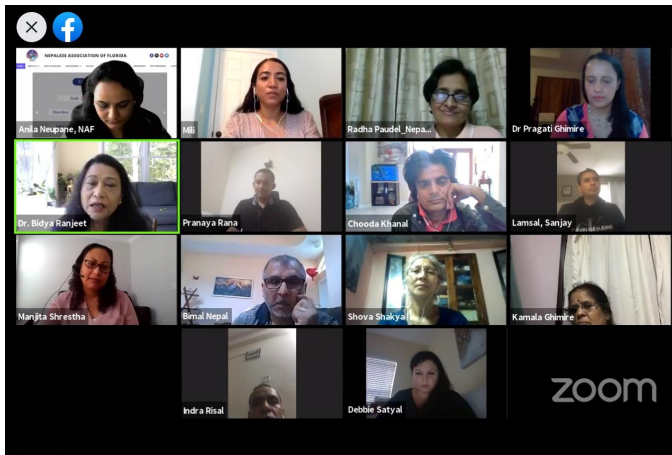 NEPALESE ASSOCIATION OF FLORIDA
Anila Neupane, NAF
Mili
Radha Paudel_Nepa...
Dr Pragati Ghimire
Dr. Bidya Ranjeet
Pranaya Rana
Chooda Khanal
Lamsal, Sanjay
Manjita Shrestha
Bimal Nepal
Shova Shakya
Kamala Ghimire
Indra Risal
Debbie Satyal
zoom